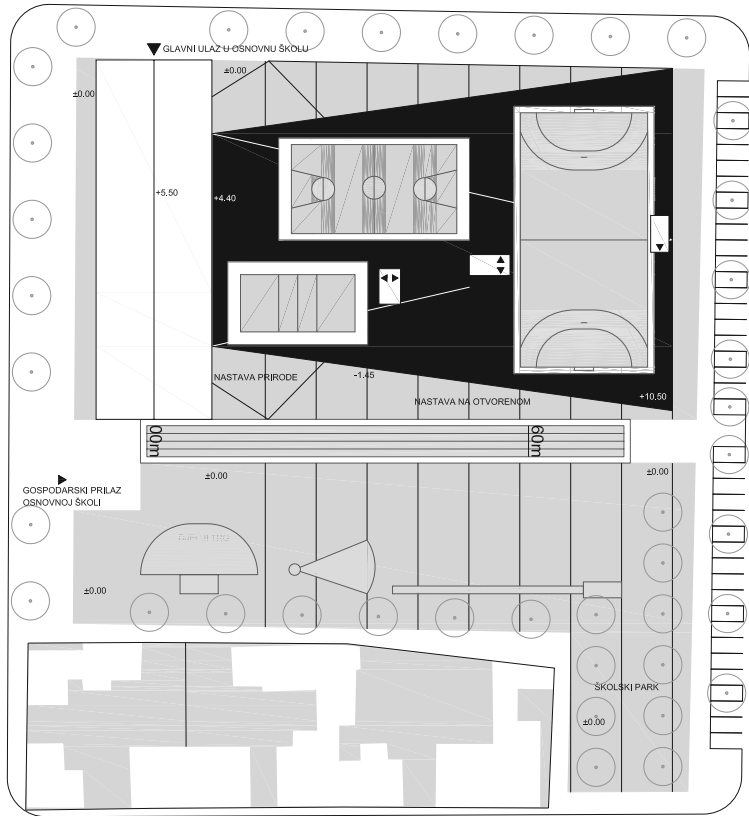 GLAVNI ULAZ U OSNOVNU ŠKOLU
±0.00
±0.00
+5.50
+4.40
NASTAVA PRIRODE
-1.45
NASTAVA NA OTVORENOM
+10.50
00m
60m
±0.00
±0.00
GOSPODARSKI PRILAZ
OSNOVNOJ ŠKOLI
±0.00
ŠKOLSKI PARK
±0.00